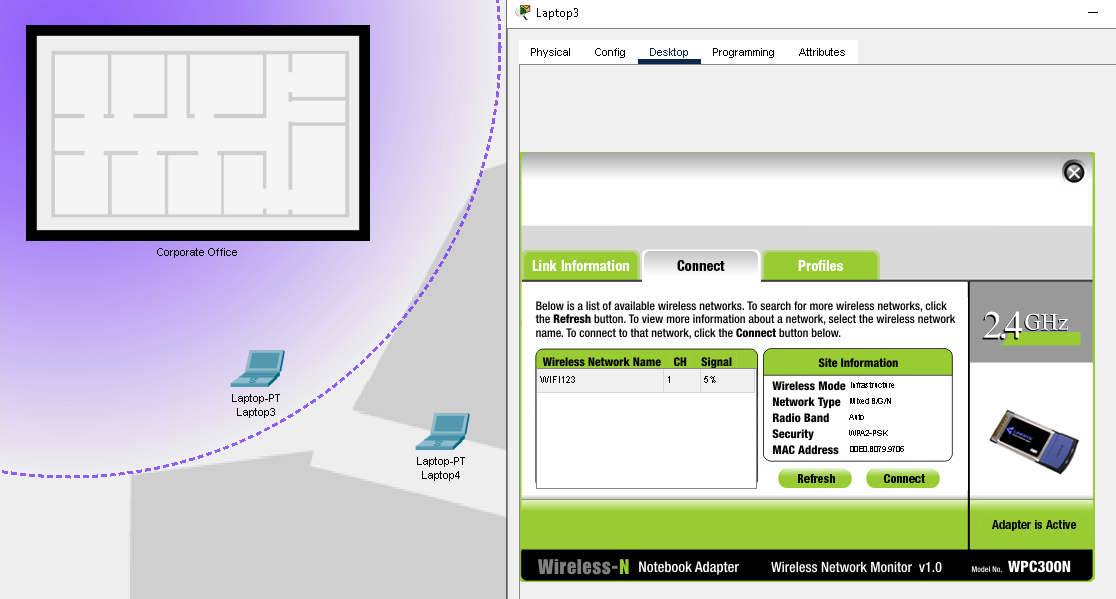 Corporate Office
Laptop-PT
Laptop3
Laptop-PT
Laptop4
Laptop3
Physical Config Desktop Programming Attributes
Link Information Connect Profiles
Below is a list of available wireless networks. To search for more wireless networks, click
the Refresh button. To view more information about a network, select the wireless network
name. To connect to that network, click the Connect button below.
2.4GHz
Wireless Network Name CH Signal
WIFI123 1 5%
Site Information
Wireless Mode Infrastructure
Network Type Mixed B/G/N
Radio Band Auto
Security WPA2-PSK
MAC Address 00E0.8079.97D6
Refresh Connect
Adapter is Active
Wireless-N Notebook Adapter Wireless Network Monitor v1.0 Model No. WPC300N